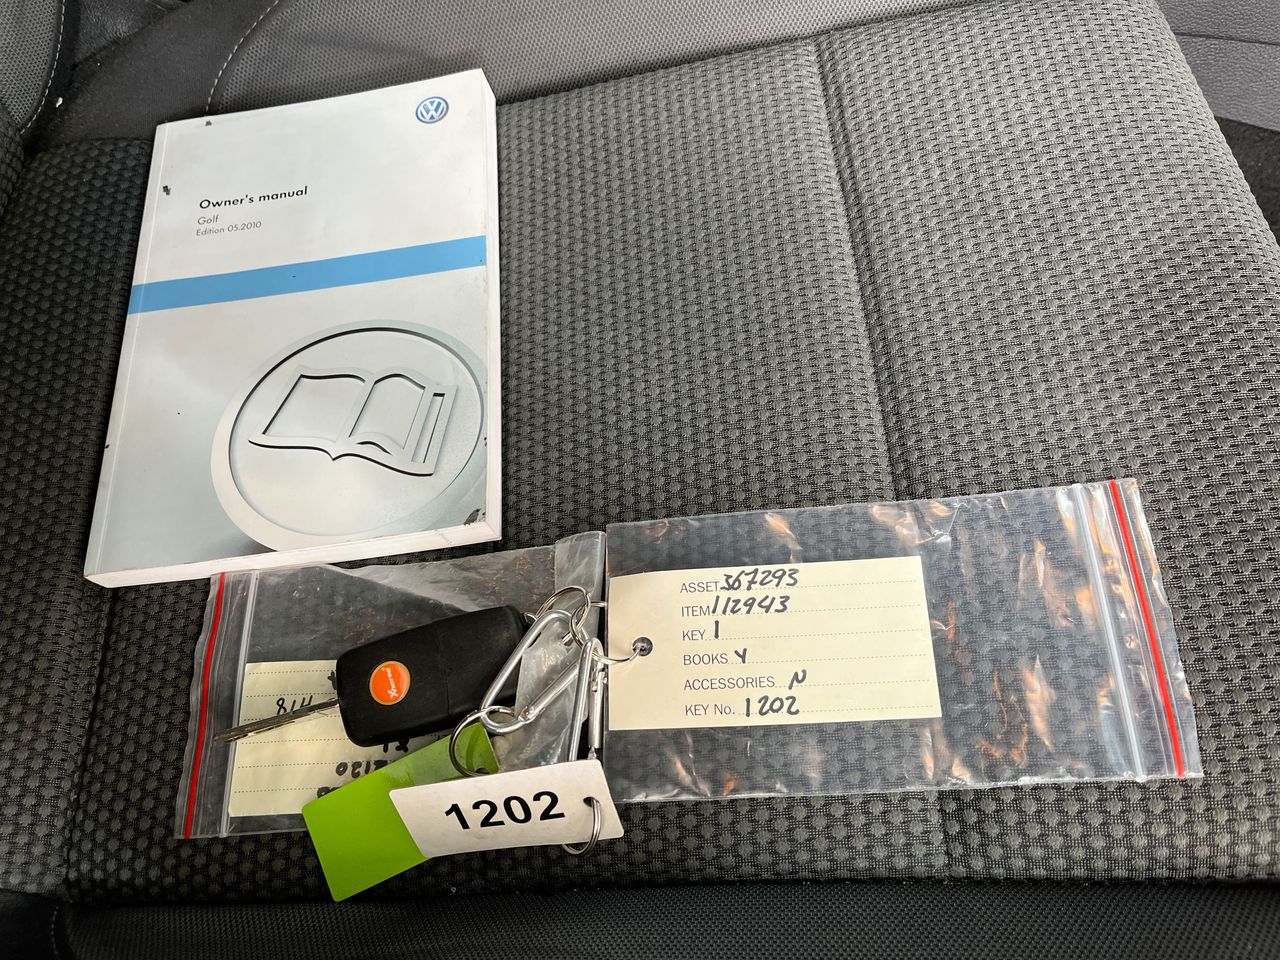 Owner's manual
Golf
Edition 05.2010
ASSET 367293
ITEM 112943
KEY 1
BOOKS Y
ACCESSORIES N
KEY No. 1202
1202